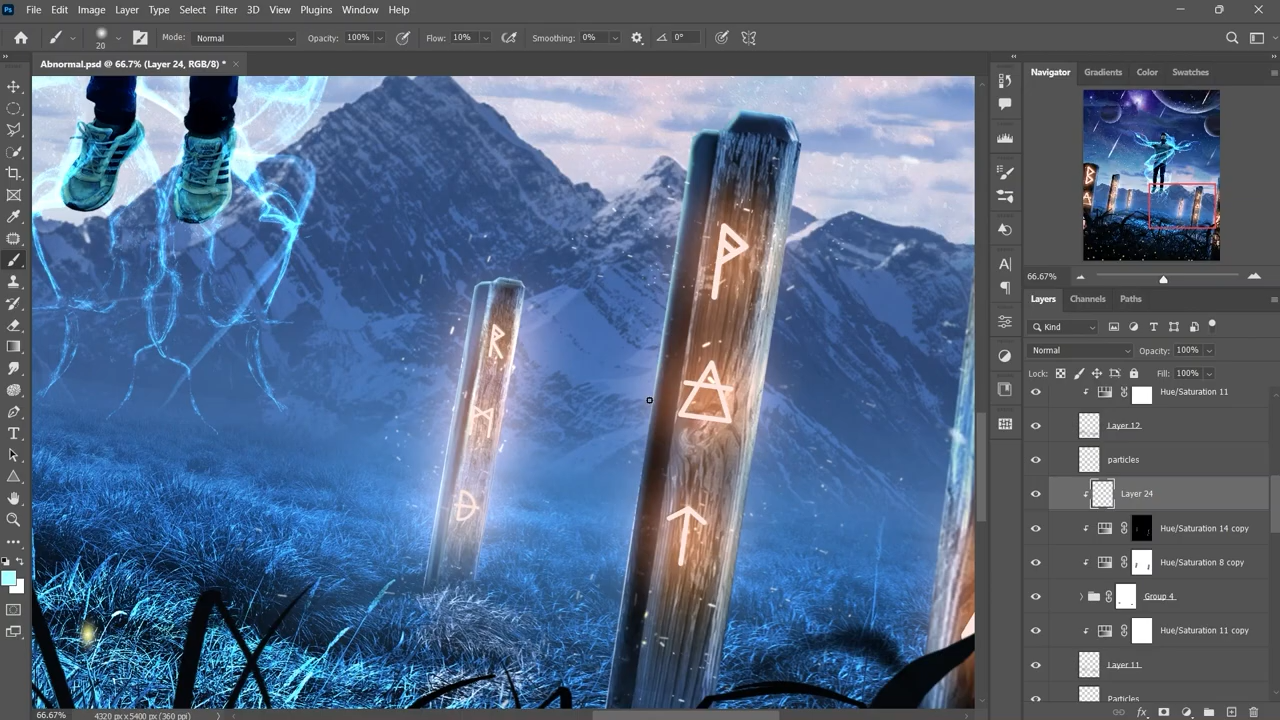 Ps File Edit Image Layer Type Select Filter 3D View Plugins Window Help
20 Mode: Normal Opacity: 100% Flow: 10% Smoothing: 0% 0°
Abnormal.psd @ 66.7% (Layer 24, RGB/8) *
Navigator Gradients Color Swatches
66.67%
Layers Channels Paths
Kind
Normal Opacity: 100%
Lock: Fill: 100%
Hue/Saturation 11
Layer 12
particles
Layer 24
Hue/Saturation 14 copy
Hue/Saturation 8 copy
Group 4
Hue/Saturation 11 copy
Layer 11
Particles
66.67% 4320 px x 5400 px (360 ppi)